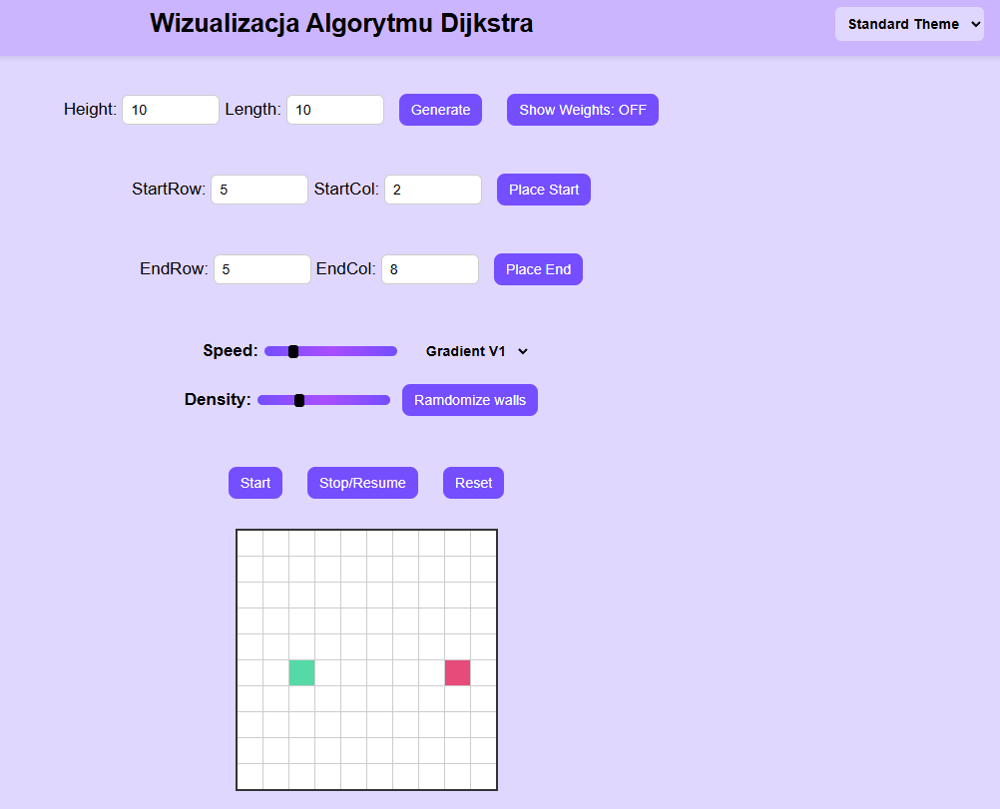 Wizualizacja Algorytmu Dijkstra
Standard Theme
Height: 10 Length: 10 Generate Show Weights: OFF
StartRow: 5 StartCol: 2 Place Start
EndRow: 5 EndCol: 8 Place End
Speed: Gradient V1
Density: Ramdomize walls
Start Stop/Resume Reset